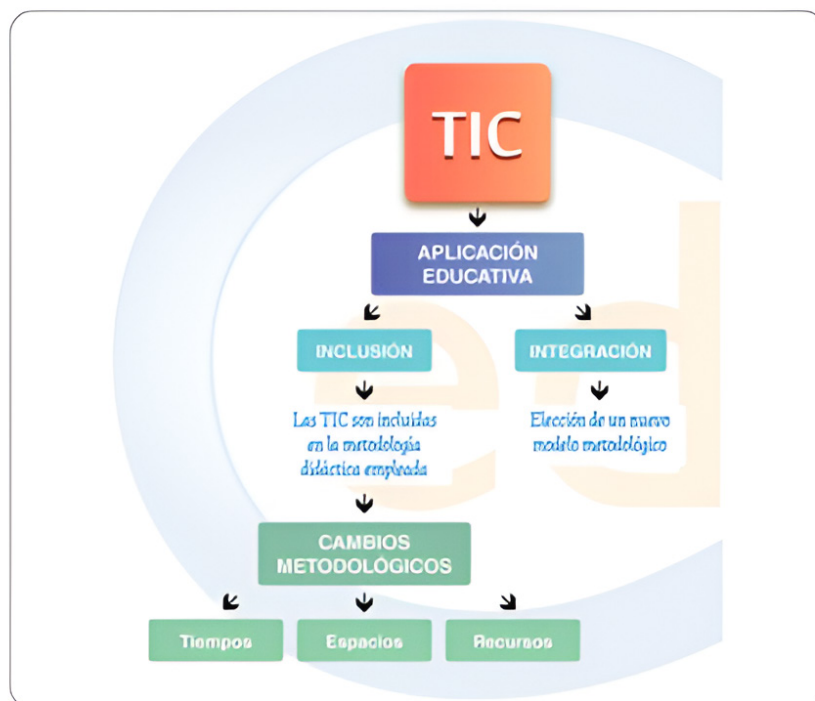 TIC
APLICACIÓN
EDUCATIVA
INCLUSIÓN
INTEGRACIÓN
Las TIC son incluidas
en la metodología
didáctica empleada
Elección de un nuevo
modelo metodológico
CAMBIOS
METODOLÓGICOS
Tiempos
Espacios
Recursos